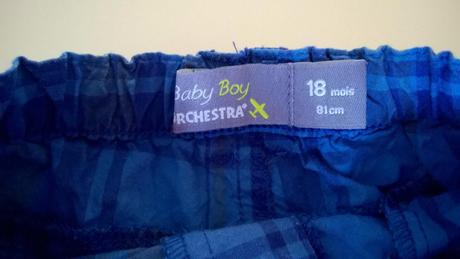 Baby Boy
ORCHESTRA
18 mois
81cm